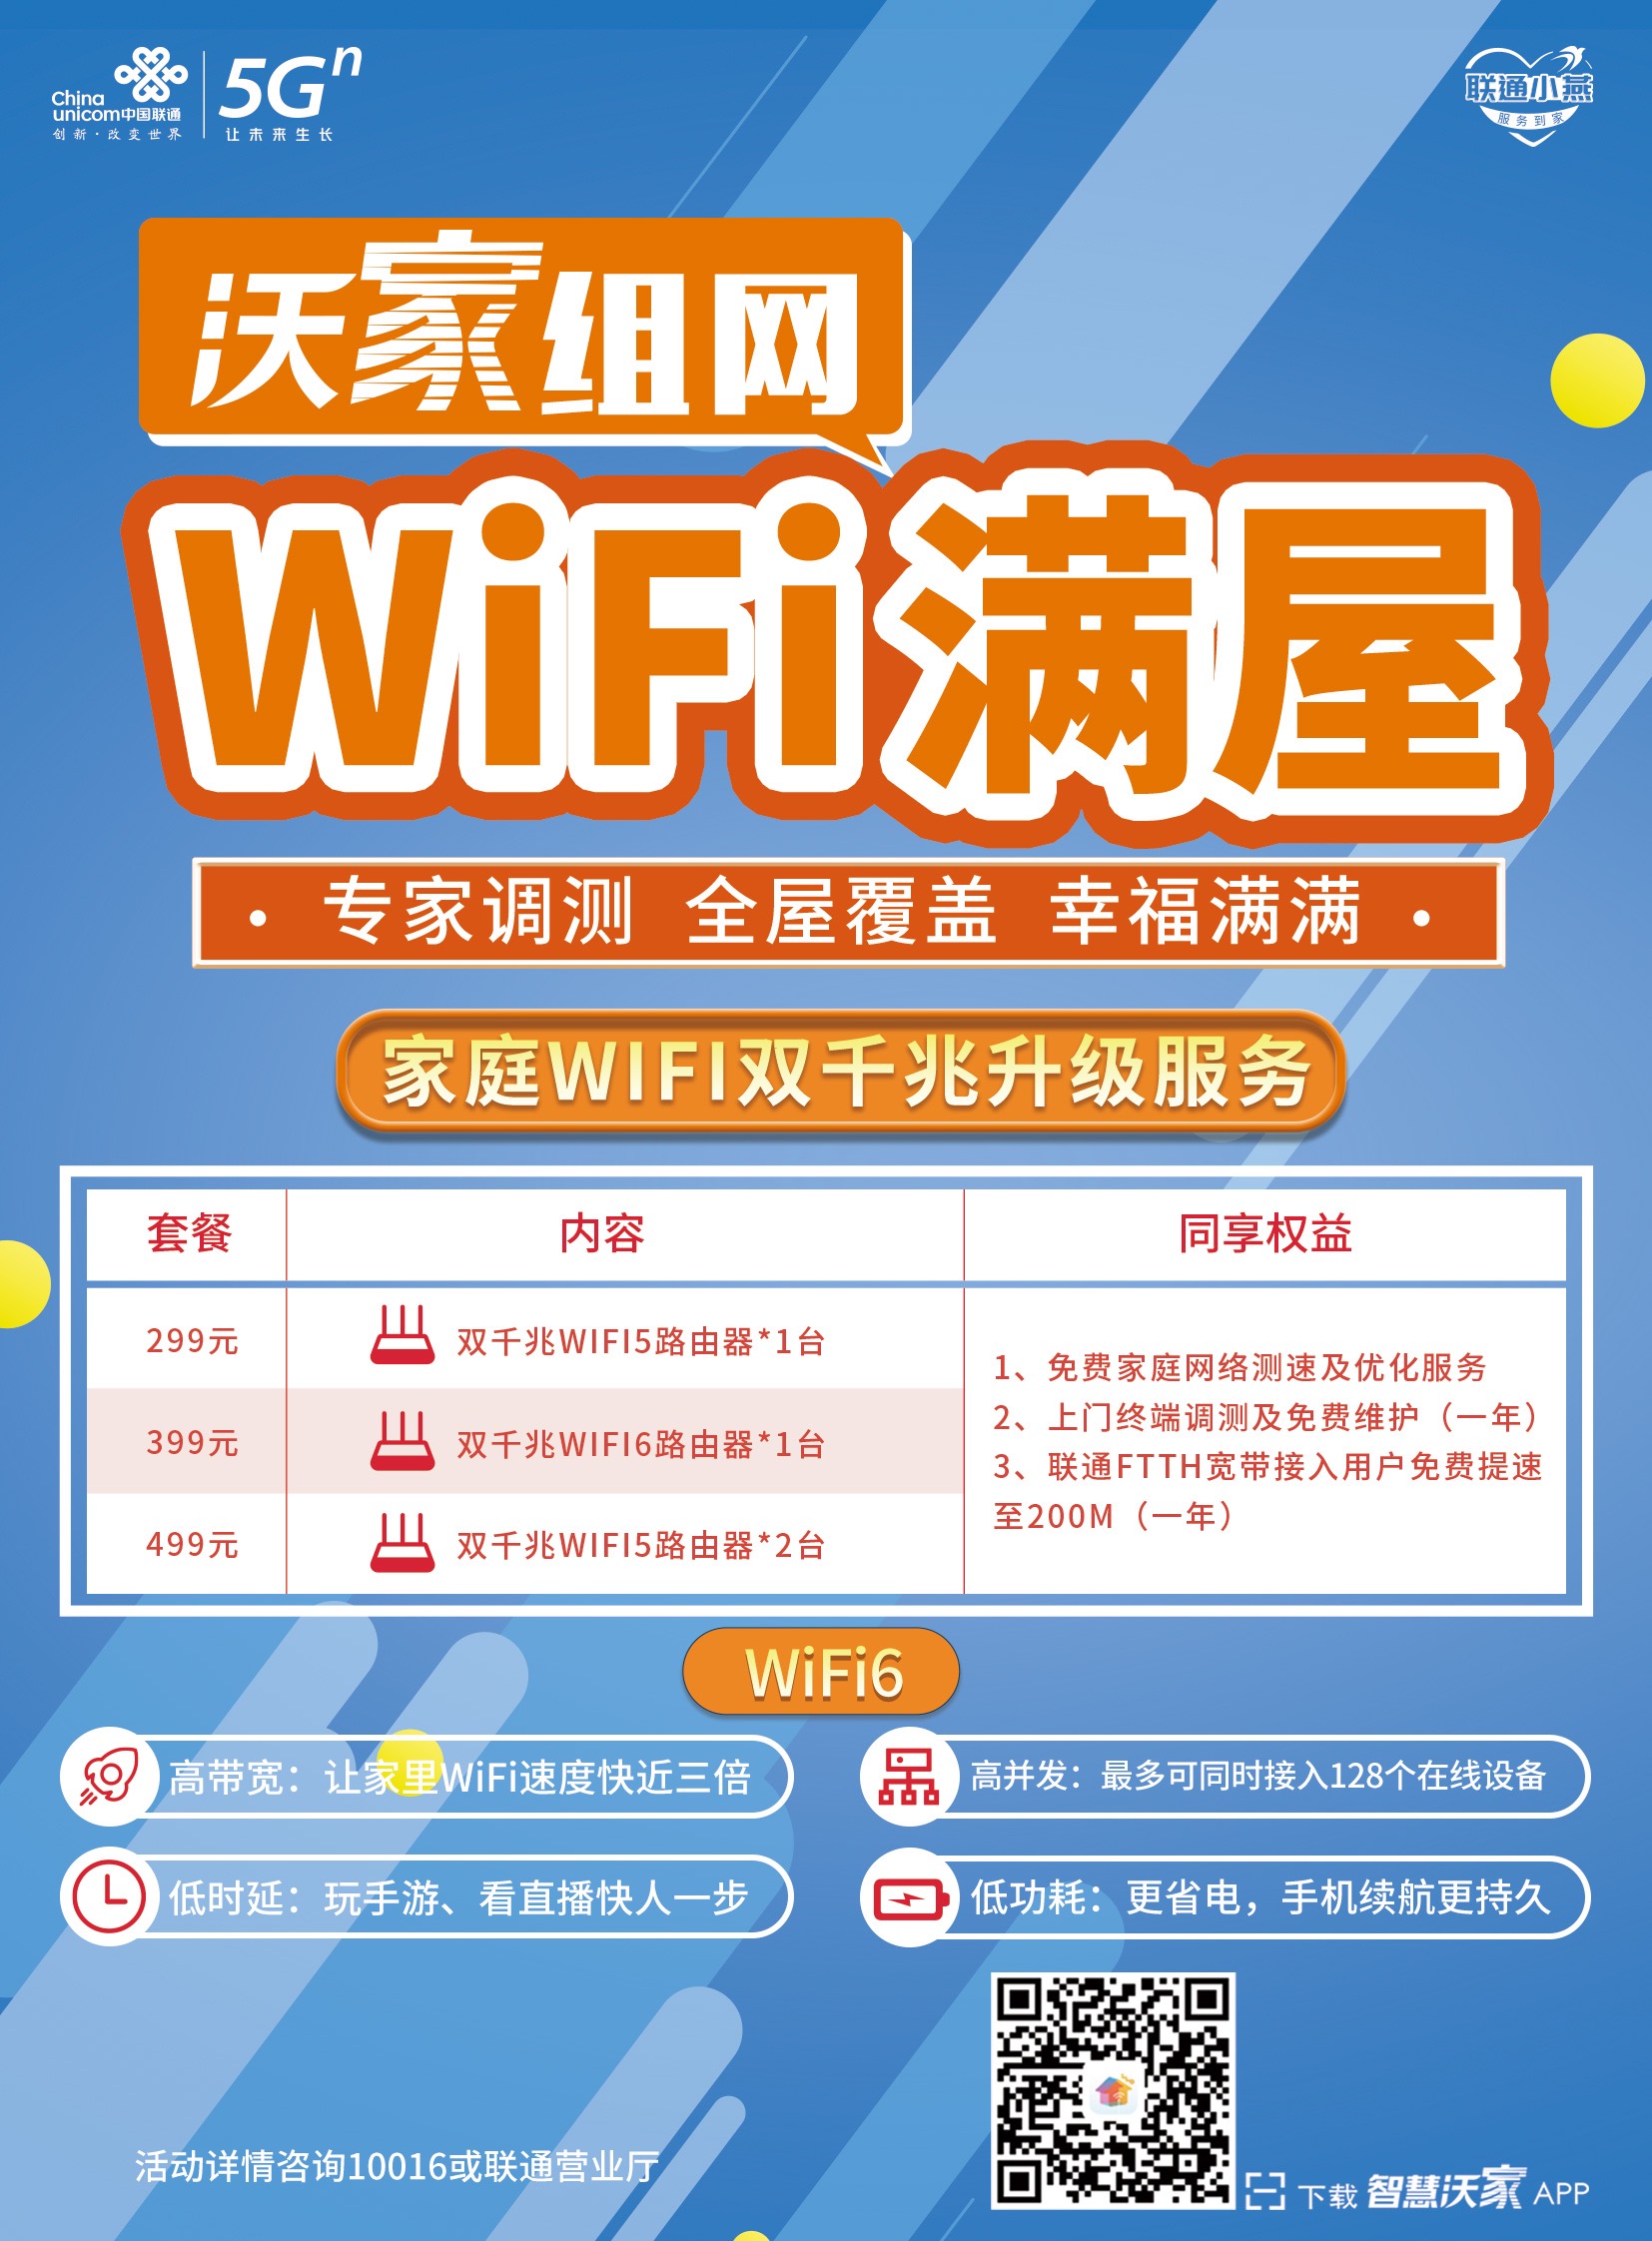 China
unicom中国联通
创新·改变世界
5Gⁿ
让未来生长
联通小燕
服务到家
沃家组网
WiFi满屋
· 专家调测 全屋覆盖 幸福满满 ·
家庭WIFI双千兆升级服务
套餐 内容 同享权益
299元 双千兆WIFI5路由器*1台
399元 双千兆WIFI6路由器*1台
499元 双千兆WIFI5路由器*2台
1、免费家庭网络测速及优化服务
2、上门终端调测及免费维护（一年）
3、联通FTTH宽带接入用户免费提速
至200M（一年）
WiFi6
高带宽：让家里WiFi速度快近三倍
高并发：最多可同时接入128个在线设备
低时延：玩手游、看直播快人一步
低功耗：更省电，手机续航更持久
活动详情咨询10016或联通营业厅
下载 智慧沃家 APP